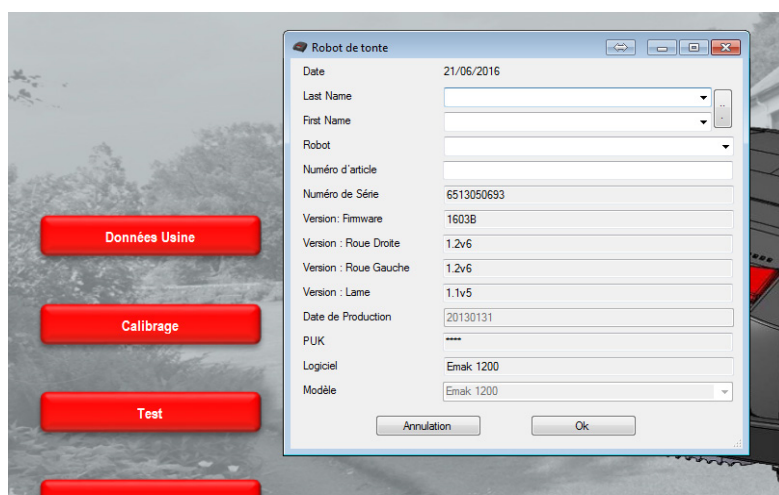 Robot de tonte
Date 21/06/2016
Last Name
First Name
Robot
Numéro d'article
Numéro de Série 6513050693
Version: Firmware 1603B
Version : Roue Droite 1.2v6
Version : Roue Gauche 1.2v6
Version : Lame 1.1v5
Date de Production 20130131
PUK ****
Logiciel Emak 1200
Modèle Emak 1200
Annulation Ok
Données Usine
Calibrage
Test